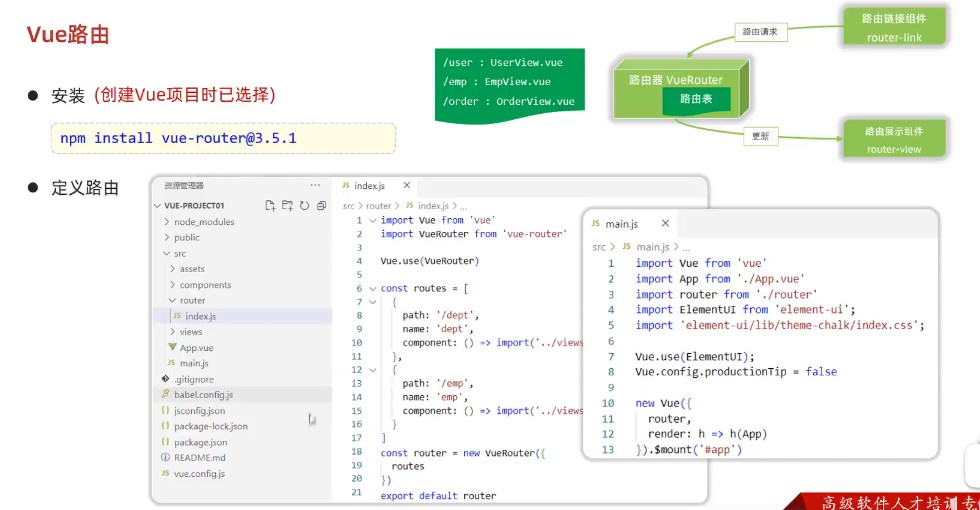 Vue路由
安装 (创建Vue项目时已选择)
npm install vue-router@3.5.1
/user : UserView.vue
/emp : EmpView.vue
/order : OrderView.vue
路由请求
路由链接组件
router-link
路由器 VueRouter
路由表
更新
路由展示组件
router-view
定义路由
资源管理器
VUE-PROJECT01
node_modules
public
src
assets
components
router
JS index.js
views
App.vue
JS main.js
.gitignore
babel.config.js
jsconfig.json
package-lock.json
package.json
README.md
vue.config.js
JS index.js
src > router > JS index.js > ...
1 import Vue from 'vue'
2 import VueRouter from 'vue-router'
3
4 Vue.use(VueRouter)
5
6 const routes = [
7 {
8 path: '/dept',
9 name: 'dept',
10 component: () => import('../views
11 },
12 {
13 path: '/emp',
14 name: 'emp',
15 component: () => import('../views
16 }
17 ]
18 const router = new VueRouter({
19 routes
20 })
21 export default router
JS main.js
src > JS main.js > ...
1 import Vue from 'vue'
2 import App from './App.vue'
3 import router from './router'
4 import ElementUI from 'element-ui';
5 import 'element-ui/lib/theme-chalk/index.css';
6
7 Vue.use(ElementUI);
8 Vue.config.productionTip = false
9
10 new Vue({
11 router,
12 render: h => h(App)
13 }).$mount('#app')
高级软件人才培训专